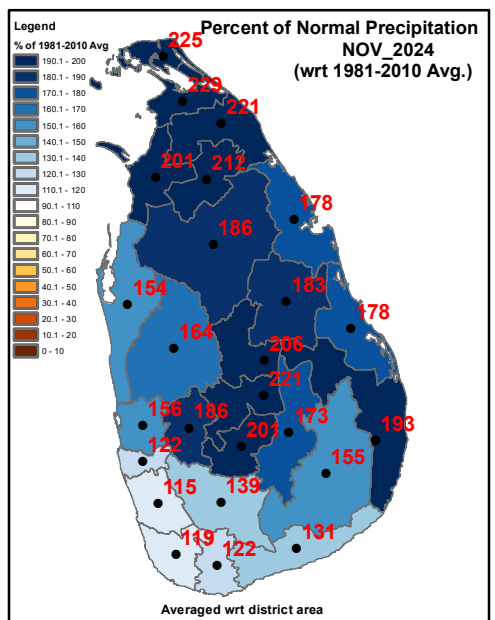 Percent of Normal Precipitation
NOV_2024
(wrt 1981-2010 Avg.)
Legend
% of 1981-2010 Avg
190.1 - 200
180.1 - 190
170.1 - 180
160.1 - 170
150.1 - 160
140.1 - 150
130.1 - 140
120.1 - 130
110.1 - 120
90.1 - 110
80.1 - 90
70.1 - 80
60.1 - 70
50.1 - 60
40.1 - 50
30.1 - 40
20.1 - 30
10.1 - 20
0 - 10
225
229
221
201
212
178
186
154
183
178
164
206
221
156
186
173
193
201
122
155
115
139
131
119
122
Averaged wrt district area